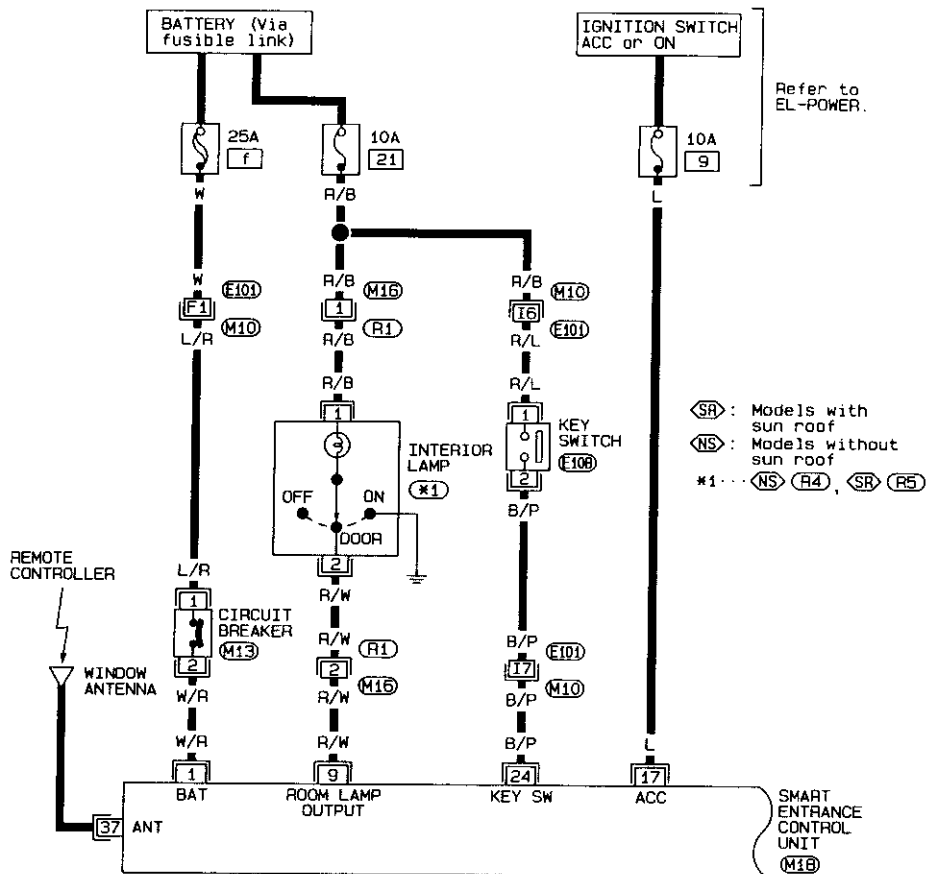 BATTERY (Via
fusible link)
IGNITION SWITCH
ACC or ON
Refer to
EL-POWER.
25A
f
10A
21
10A
9
W
R/B
L
W
E101
F1
M10
L/R
R/B
M16
1
R1
R/B
R/B
M10
I6
E101
R/L
R/B
1
R/L
1
KEY
SWITCH
E108
2
B/P
INTERIOR
LAMP
*1
OFF
ON
DOOR
2
R/W
SR : Models with
sun roof
NS : Models without
sun roof
*1 ··· NS R4 , SR R5
REMOTE
CONTROLLER
WINDOW
ANTENNA
L/R
1
CIRCUIT
BREAKER
M13
2
W/R
R/W
R1
2
M16
R/W
B/P
E101
I7
M10
B/P
W/R
R/W
B/P
L
1
9
24
17
BAT
ROOM LAMP
OUTPUT
KEY SW
ACC
37
ANT
SMART
ENTRANCE
CONTROL
UNIT
M18